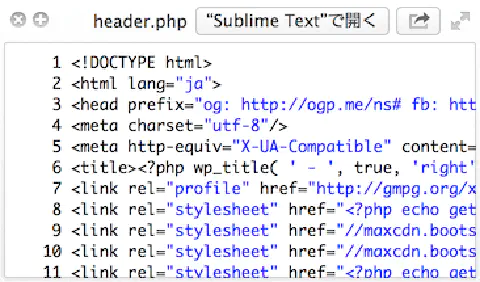 header.php "Sublime Text"で開く
1 <!DOCTYPE html>
2 <html lang="ja">
3 <head prefix="og: http://ogp.me/ns# fb: htt
4 <meta charset="utf-8"/>
5 <meta http-equiv="X-UA-Compatible" content=
6 <title><?php wp_title( ' - ', true, 'right'
7 <link rel="profile" href="http://gmpg.org/x
8 <link rel="stylesheet" href="<?php echo get
9 <link rel="stylesheet" href="//maxcdn.boots
10 <link rel="stylesheet" href="//maxcdn.boots
11 <link rel="stylesheet" href="<?php echo get